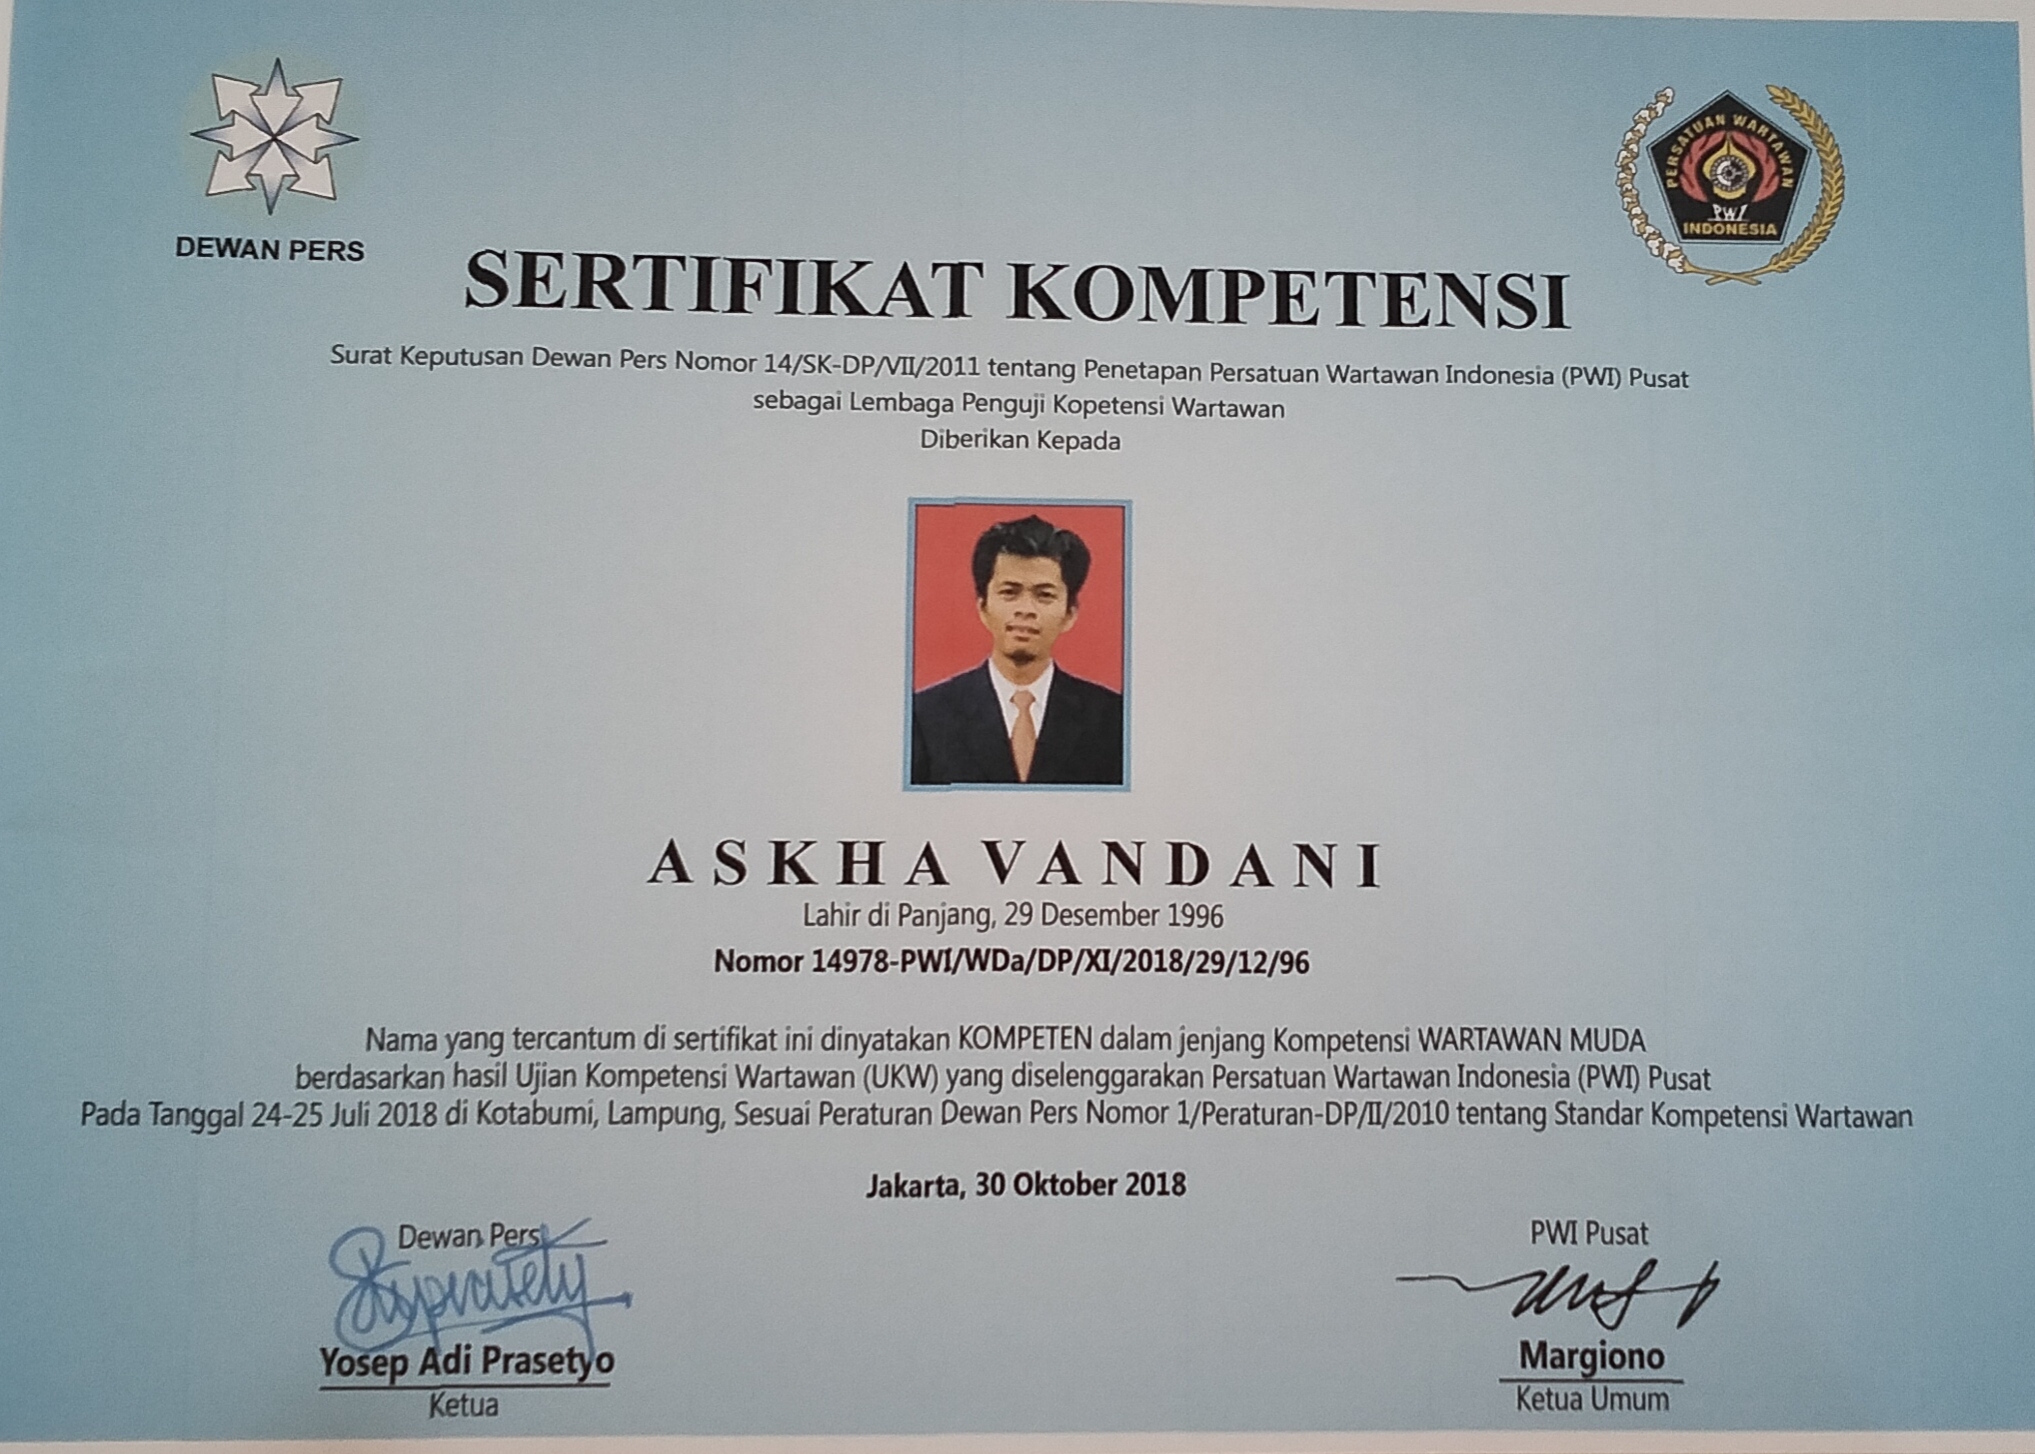 DEWAN PERS
PERSATUAN WARTAWAN
PWI
INDONESIA
SERTIFIKAT KOMPETENSI
Surat Keputusan Dewan Pers Nomor 14/SK-DP/VII/2011 tentang Penetapan Persatuan Wartawan Indonesia (PWI) Pusat
sebagai Lembaga Penguji Kopetensi Wartawan
Diberikan Kepada
ASKHA VANDANI
Lahir di Panjang, 29 Desember 1996
Nomor 14978-PWI/WDa/DP/XI/2018/29/12/96
Nama yang tercantum di sertifikat ini dinyatakan KOMPETEN dalam jenjang Kompetensi WARTAWAN MUDA
berdasarkan hasil Ujian Kompetensi Wartawan (UKW) yang diselenggarakan Persatuan Wartawan Indonesia (PWI) Pusat
Pada Tanggal 24-25 Juli 2018 di Kotabumi, Lampung, Sesuai Peraturan Dewan Pers Nomor 1/Peraturan-DP/II/2010 tentang Standar Kompetensi Wartawan
Jakarta, 30 Oktober 2018
Dewan Pers
Yosep Adi Prasetyo
Ketua
PWI Pusat
Margiono
Ketua Umum